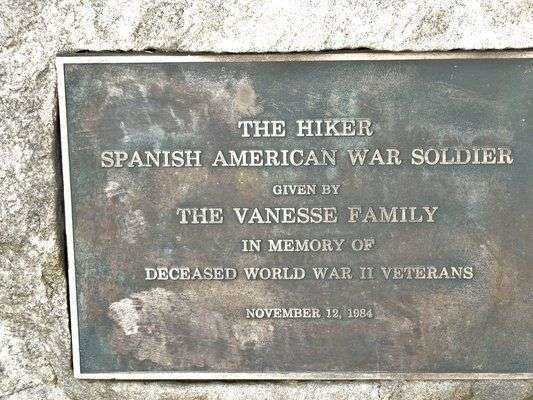 THE HIKER
SPANISH AMERICAN WAR SOLDIER
GIVEN BY
THE VANESSE FAMILY
IN MEMORY OF
DECEASED WORLD WAR II VETERANS
NOVEMBER 12, 1984